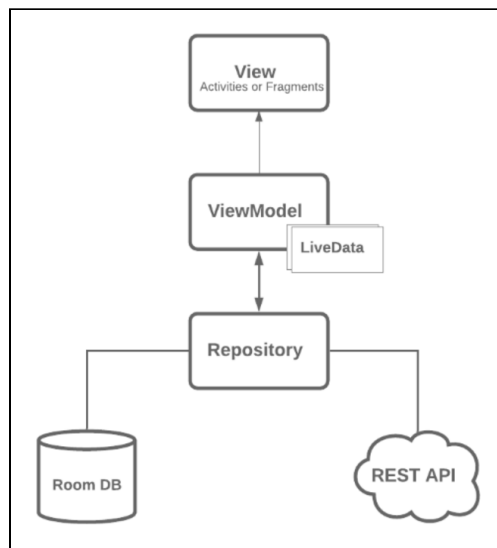 View
Activities or Fragments
ViewModel
LiveData
Repository
Room DB
REST API